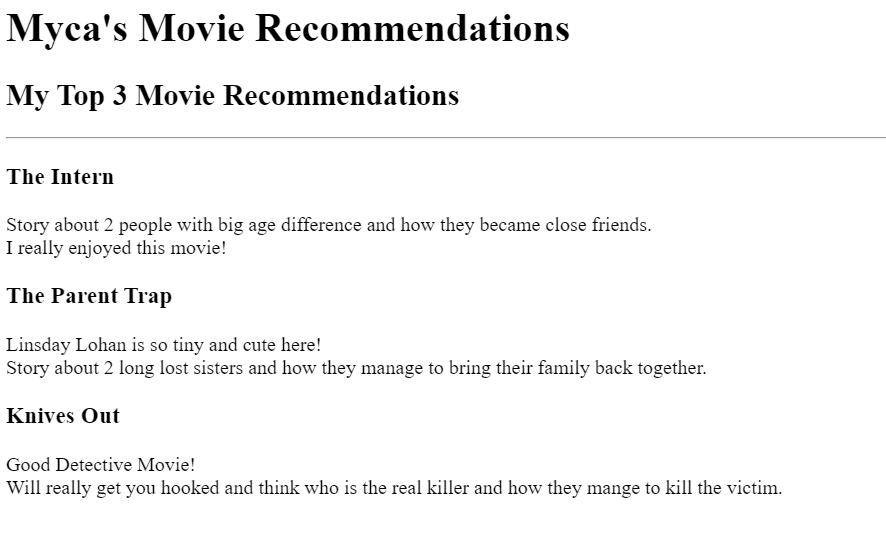 Myca's Movie Recommendations
My Top 3 Movie Recommendations
The Intern
Story about 2 people with big age difference and how they became close friends.
I really enjoyed this movie!
The Parent Trap
Linsday Lohan is so tiny and cute here!
Story about 2 long lost sisters and how they manage to bring their family back together.
Knives Out
Good Detective Movie!
Will really get you hooked and think who is the real killer and how they mange to kill the victim.